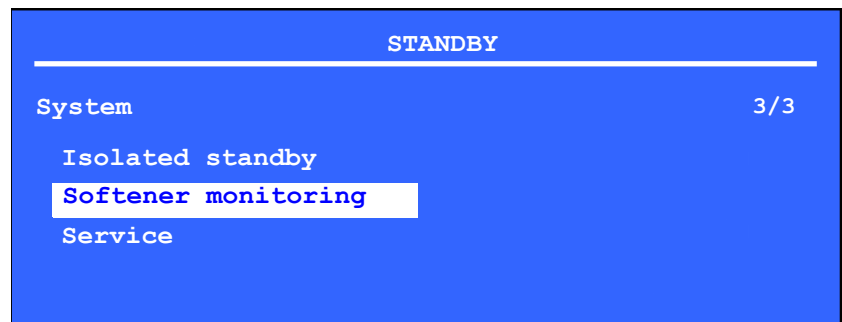 STANDBY
System 3/3
Isolated standby
Softener monitoring
Service